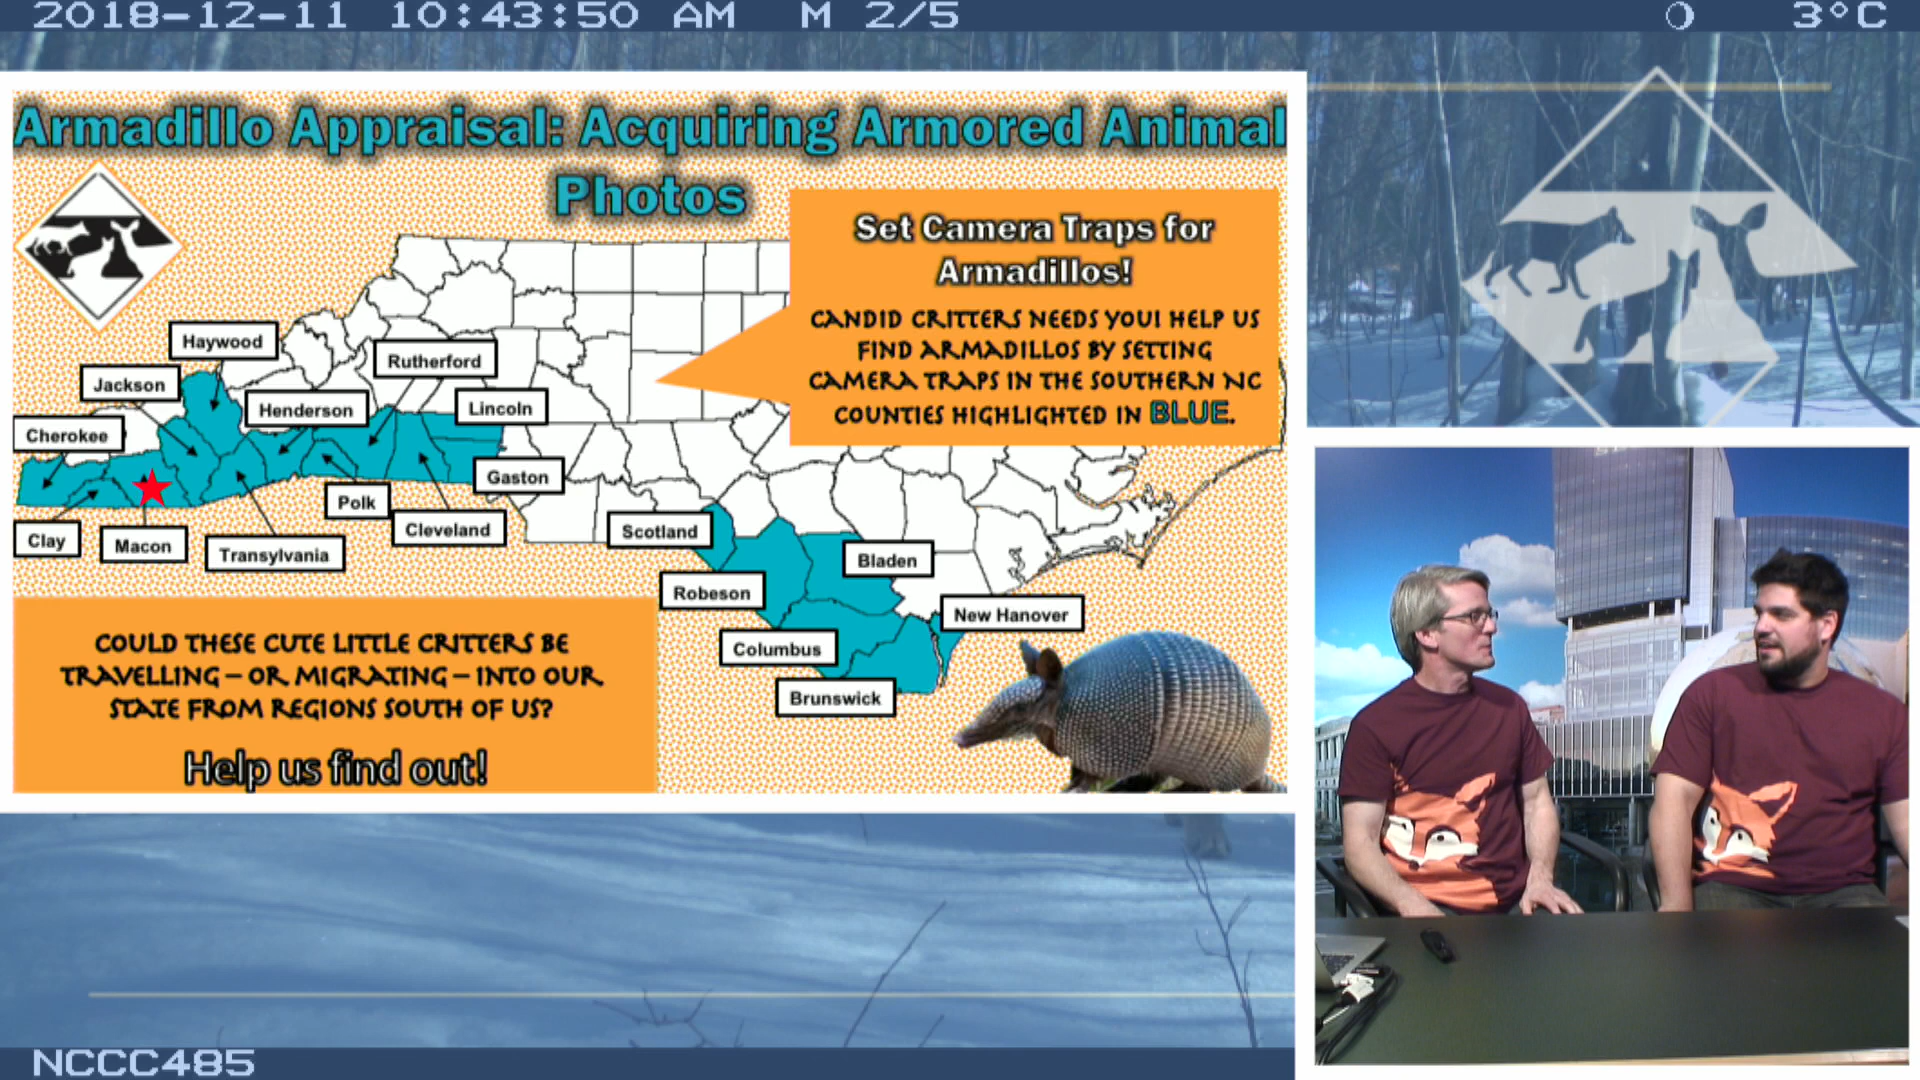 2018-12-11 10:43:50 AM M 2/5 3°C
Armadillo Appraisal: Acquiring Armored Animal
Photos
Set Camera Traps for
Armadillos!
CANDID CRITTERS NEEDS YOU! HELP US
FIND ARMADILLOS BY SETTING
CAMERA TRAPS IN THE SOUTHERN NC
COUNTIES HIGHLIGHTED IN BLUE.
Haywood
Rutherford
Jackson
Henderson
Lincoln
Cherokee
Gaston
Polk
Cleveland
Clay
Macon
Transylvania
Scotland
Bladen
Robeson
New Hanover
Columbus
Brunswick
COULD THESE CUTE LITTLE CRITTERS BE
TRAVELLING – OR MIGRATING – INTO OUR
STATE FROM REGIONS SOUTH OF US?
Help us find out!
NCCC485